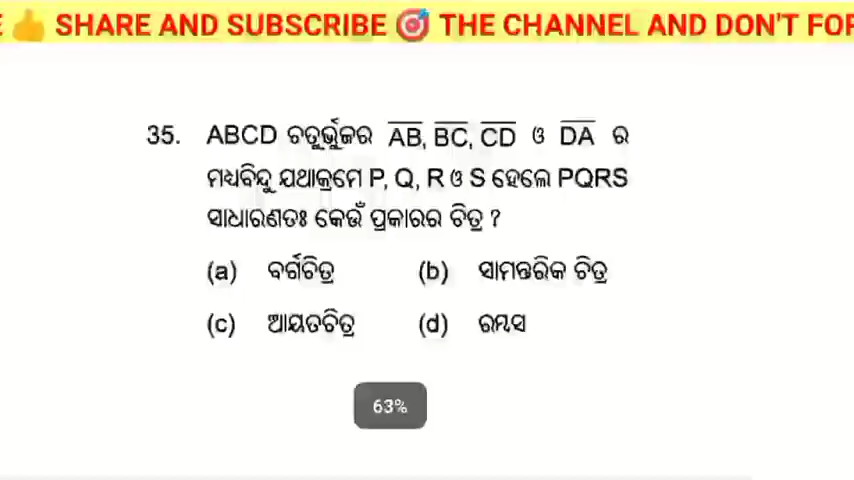 E 👍 SHARE AND SUBSCRIBE 🎯 THE CHANNEL AND DON'T FOR
35. ABCD ଚତୁର୍ଭୁଜର AB, BC, CD ଓ DA ର
ମଧ୍ୟବିନ୍ଦୁ ଯଥାକ୍ରମେ P, Q, R ଓ S ହେଲେ PQRS
ସାଧାରଣତଃ କେଉଁ ପ୍ରକାରର ଚିତ୍ର ?
(a) ବର୍ଗଚିତ୍ର (b) ସାମନ୍ତରିକ ଚିତ୍ର
(c) ଆୟତଚିତ୍ର (d) ରମ୍ଭସ
63%